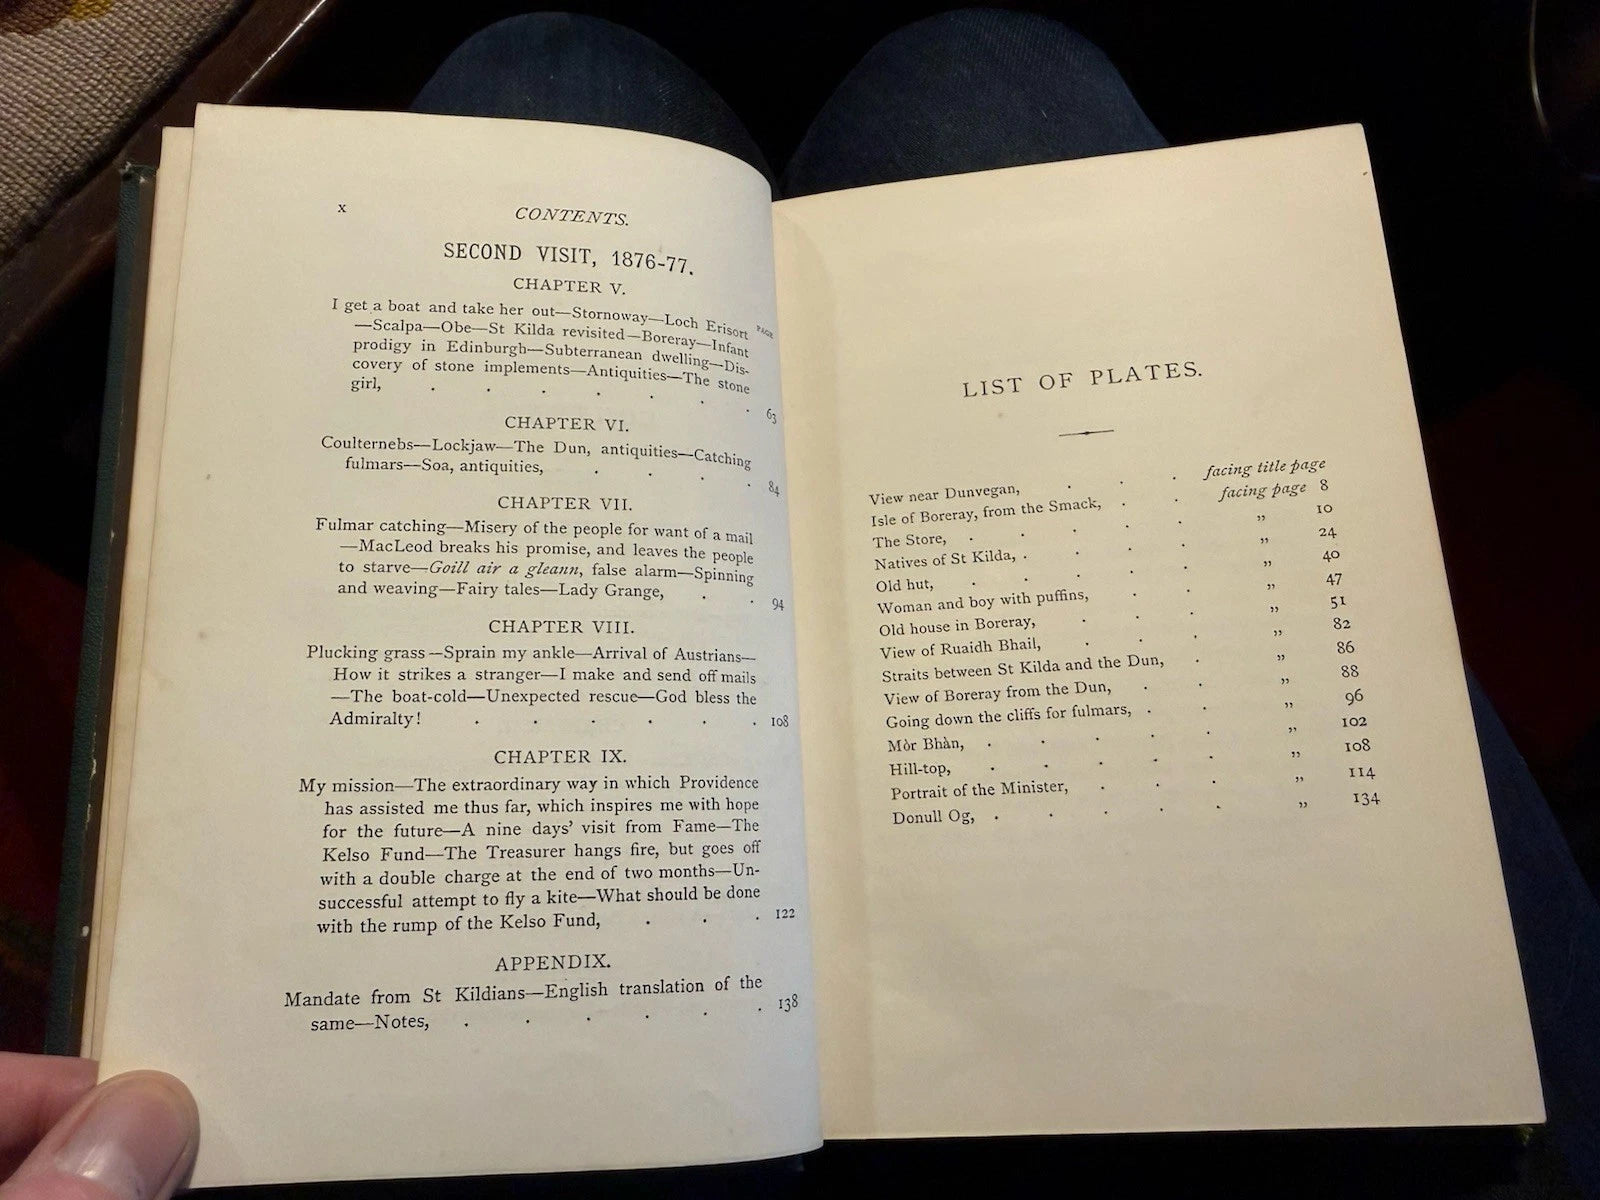 x
CONTENTS.
SECOND VISIT, 1876-77.
CHAPTER V.
PAGE
I get a boat and take her out—Stornoway—Loch Erisort
—Scalpa—Obe—St Kilda revisited—Boreray—Infant
prodigy in Edinburgh—Subterranean dwelling—Dis-
covery of stone implements—Antiquities—The stone
girl, . . . . . . . 63
CHAPTER VI.
Coulternebs—Lockjaw—The Dun, antiquities—Catching
fulmars—Soa, antiquities, . . . . 84
CHAPTER VII.
Fulmar catching—Misery of the people for want of a mail
—MacLeod breaks his promise, and leaves the people
to starve—Goill air a gleann, false alarm—Spinning
and weaving—Fairy tales—Lady Grange, . . 94
CHAPTER VIII.
Plucking grass—Sprain my ankle—Arrival of Austrians—
How it strikes a stranger—I make and send off mails
—The boat-cold—Unexpected rescue—God bless the
Admiralty! . . . . . . 108
CHAPTER IX.
My mission—The extraordinary way in which Providence
has assisted me thus far, which inspires me with hope
for the future—A nine days' visit from Fame—The
Kelso Fund—The Treasurer hangs fire, but goes off
with a double charge at the end of two months—Un-
successful attempt to fly a kite—What should be done
with the rump of the Kelso Fund, . . . 122
APPENDIX.
Mandate from St Kildians—English translation of the
same—Notes, . . . . . . 138
LIST OF PLATES.
View near Dunvegan, . . . facing title page
Isle of Boreray, from the Smack, . . facing page 8
The Store, . . . . . „ 10
Natives of St Kilda, . . . . „ 24
Old hut, . . . . . „ 40
Woman and boy with puffins, . . „ 47
Old house in Boreray, . . . „ 51
View of Ruaidh Bhail, . . . „ 82
Straits between St Kilda and the Dun, . „ 86
View of Boreray from the Dun, . . „ 88
Going down the cliffs for fulmars, . . „ 96
Mòr Bhàn, . . . . . „ 102
Hill-top, . . . . . „ 108
Portrait of the Minister, . . . „ 114
Donull Og, . . . . . „ 134